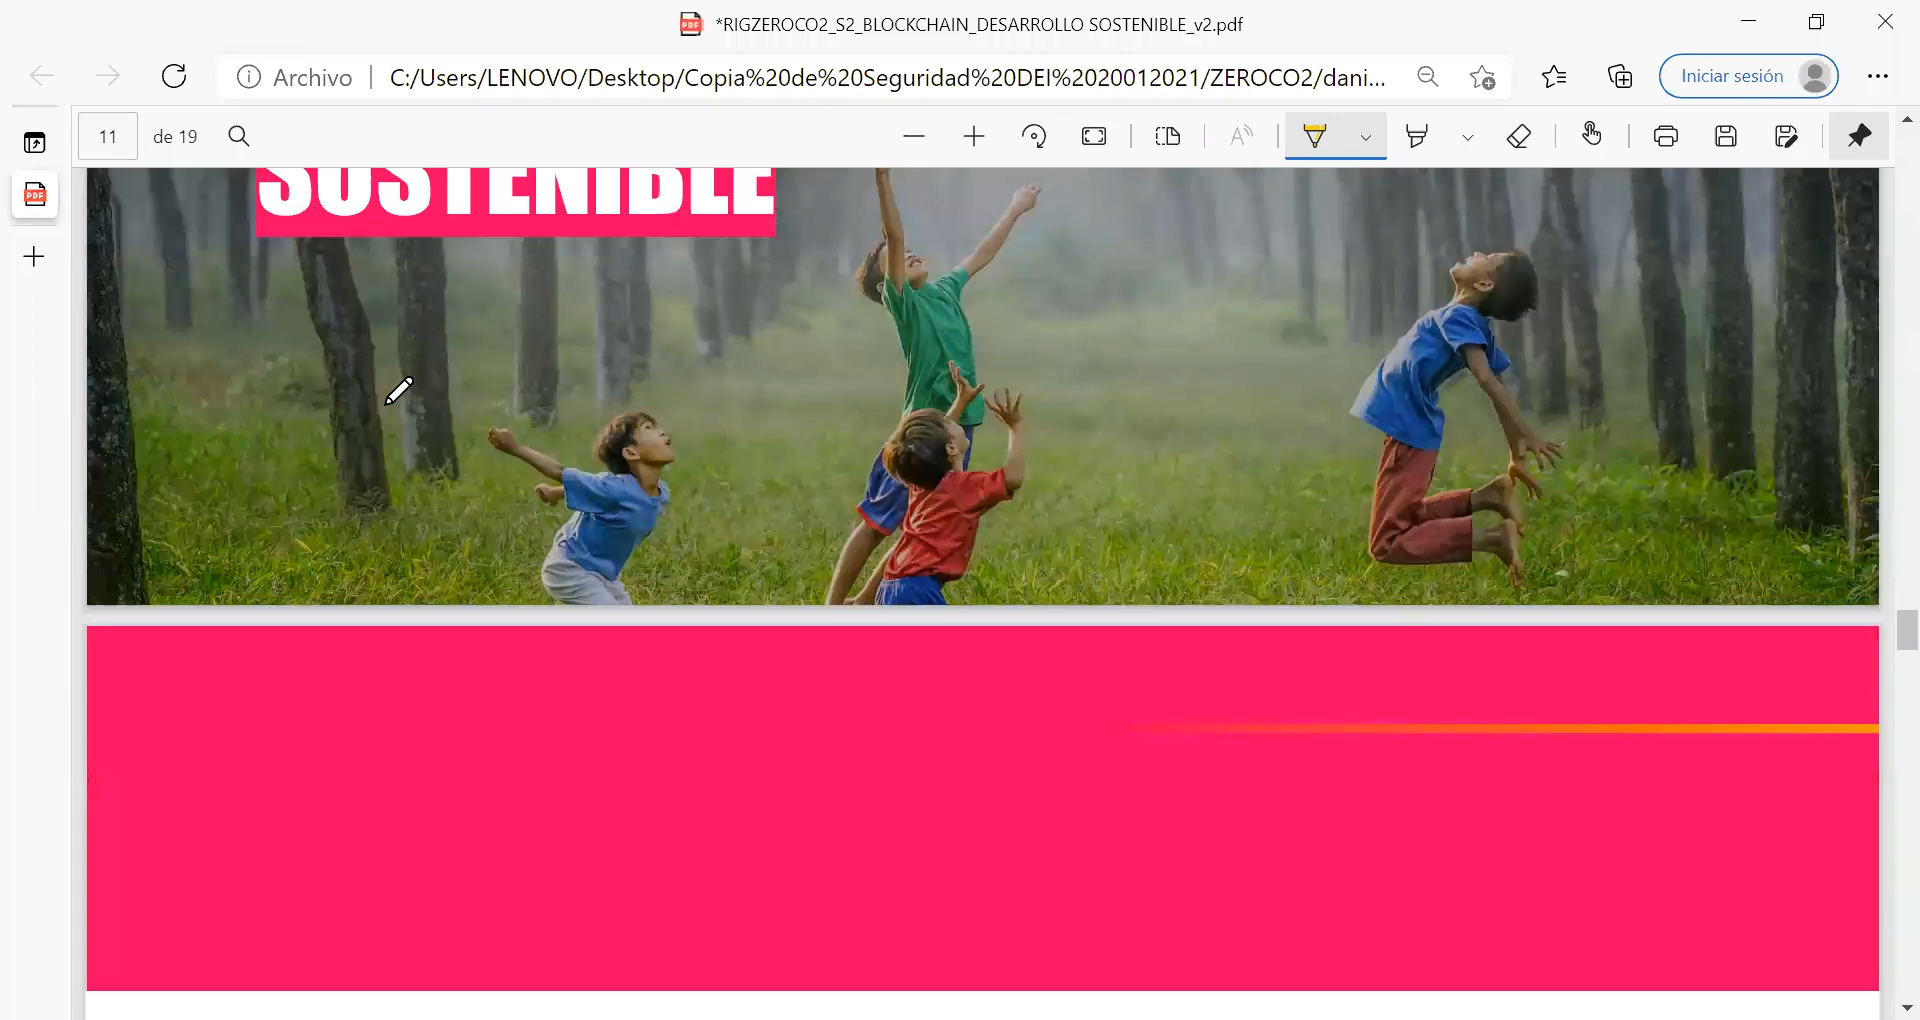 *RIGZEROCO2_S2_BLOCKCHAIN_DESARROLLO SOSTENIBLE_v2.pdf
Archivo | C:/Users/LENOVO/Desktop/Copia%20de%20Seguridad%20DEI%2020012021/ZEROCO2/dani...
Iniciar sesión
11 de 19
SOSTENIBLE